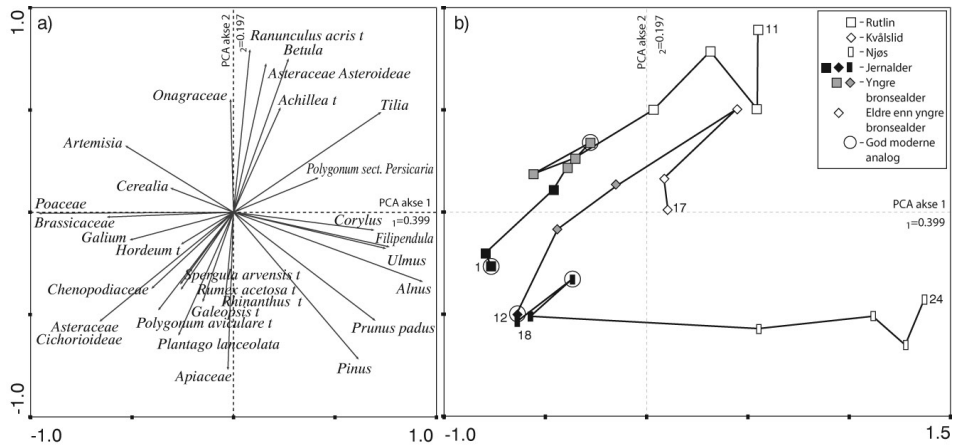 a)
1.0
-1.0
-1.0
1.0
PCA akse 2
₂=0.197
Ranunculus acris t
Betula
Asteraceae Asteroideae
Onagraceae
Achillea t
Tilia
Artemisia
Polygonum sect. Persicaria
Cerealia
PCA akse 1
₁=0.399
Poaceae
Brassicaceae
Corylus
Galium
Filipendula
Hordeum t
Ulmus
Spergula arvensis t
Chenopodiaceae
Rumex acetosa t
Alnus
Rhinanthus t
Galeopsis t
Asteraceae
Cichorioideae
Polygonum aviculare t
Prunus padus
Plantago lanceolata
Pinus
Apiaceae
b)
PCA akse 2
₂=0.197
11
PCA akse 1
₁=0.399
17
1
12
18
24
-1.0
1.5
- Rutlin
- Kvålslid
- Njøs
- Jernalder
- Yngre
bronsealder
Eldre enn yngre
bronsealder
- God moderne
analog